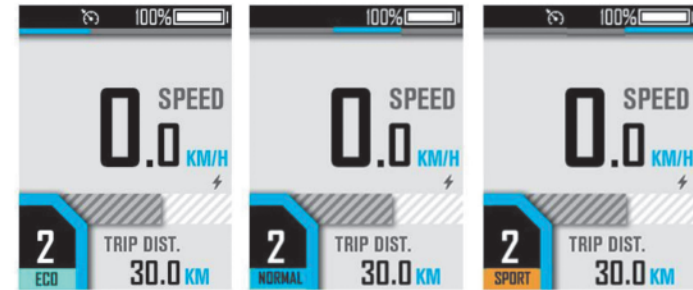 100%
SPEED
0.0 KM/H
2
ECO
TRIP DIST.
30.0 KM
100%
SPEED
0.0 KM/H
2
NORMAL
TRIP DIST.
30.0 KM
100%
SPEED
0.0 KM/H
2
SPORT
TRIP DIST.
30.0 KM